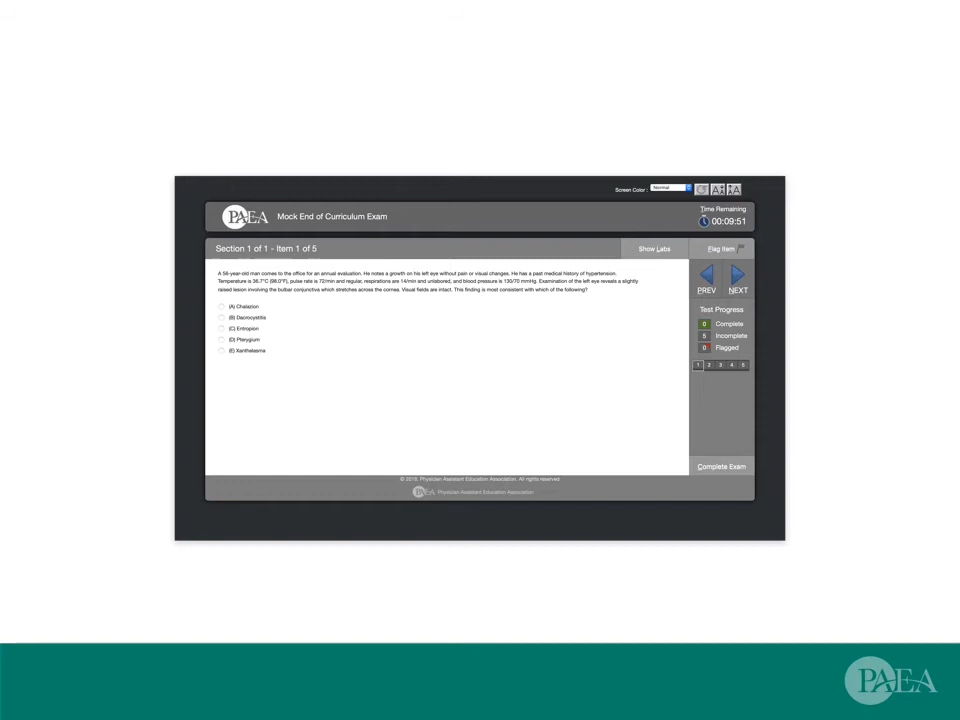 Screen Color : Normal
PAEA Mock End of Curriculum Exam
Time Remaining
00:09:51
Section 1 of 1 - Item 1 of 5
Show Labs
Flag Item
A 56-year-old man comes to the office for an annual evaluation. He notes a growth on his left eye without pain or visual changes. He has a past medical history of hypertension.
Temperature is 36.7°C (98.0°F), pulse rate is 72/min and regular, respirations are 14/min and unlabored, and blood pressure is 130/70 mmHg. Examination of the left eye reveals a slightly
raised lesion involving the bulbar conjunctiva which stretches across the cornea. Visual fields are intact. This finding is most consistent with which of the following?
(A) Chalazion
(B) Dacrocystitis
(C) Entropion
(D) Pterygium
(E) Xanthelasma
PREV NEXT
Test Progress
0 Complete
5 Incomplete
0 Flagged
1 2 3 4 5
Complete Exam
© 2018. Physician Assistant Education Association. All rights reserved
PAEA Physician Assistant Education Association
PAEA